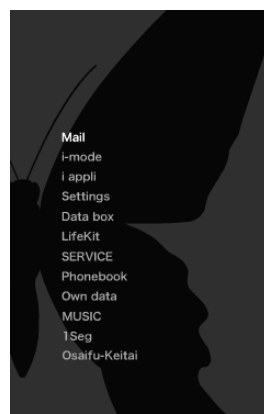 Mail
i-mode
i appli
Settings
Data box
LifeKit
SERVICE
Phonebook
Own data
MUSIC
1Seg
Osaifu-Keitai